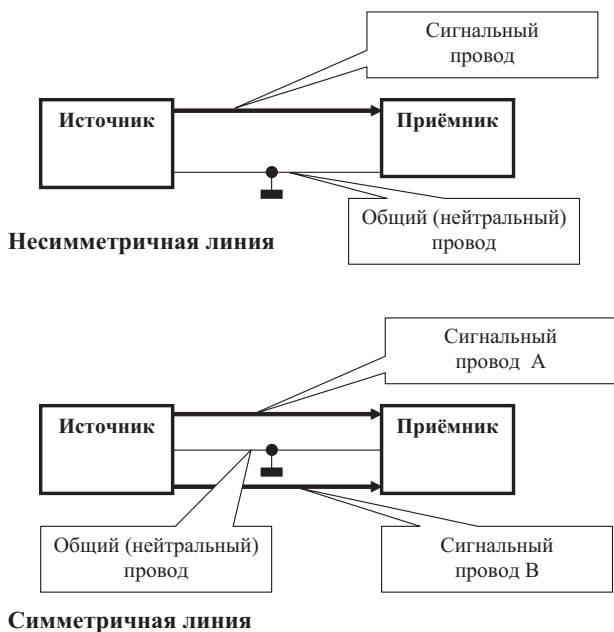 Сигнальный
провод
Источник
Приёмник
Общий (нейтральный)
провод
Несимметричная линия
Сигнальный
провод А
Источник
Приёмник
Общий (нейтральный)
провод
Сигнальный
провод В
Симметричная линия